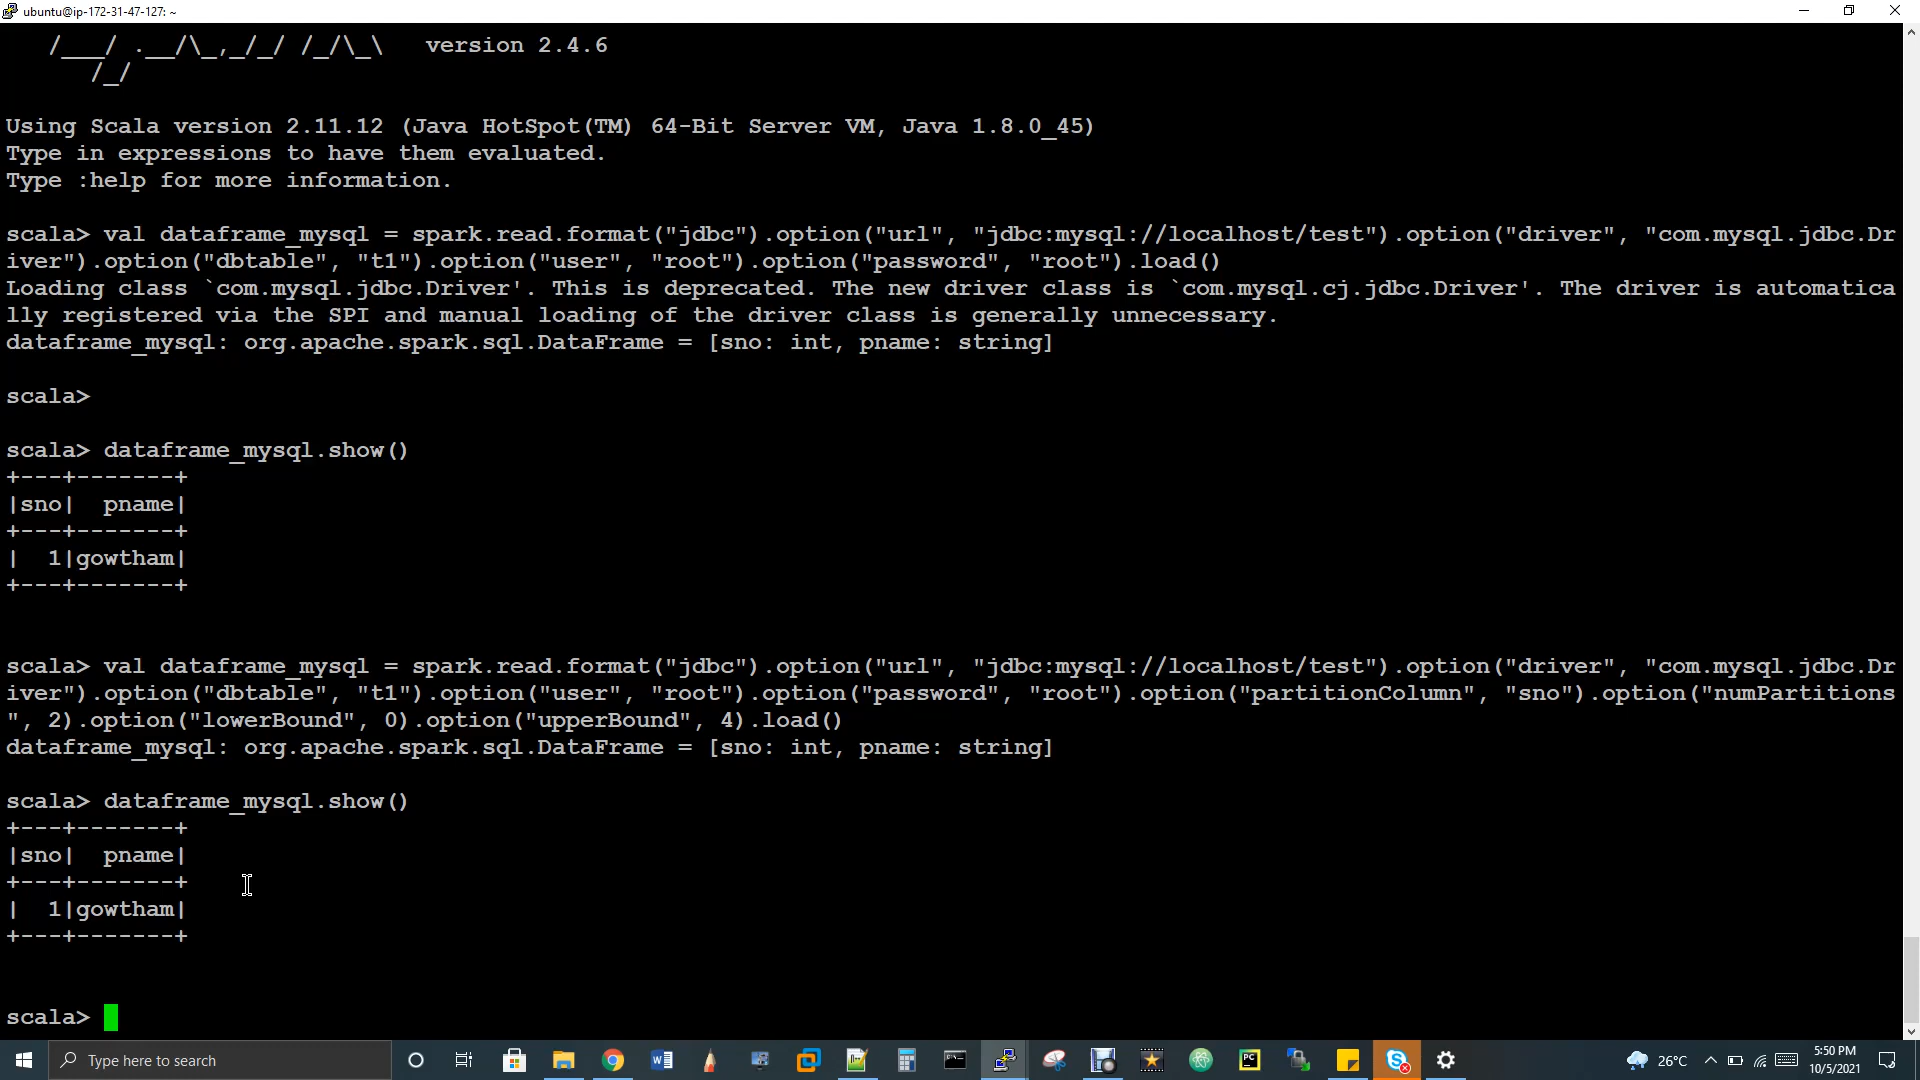 ubuntu@ip-172-31-47-127: ~
   /___/ .__/\_,_/_/ /_/\_\   version 2.4.6
      /_/
Using Scala version 2.11.12 (Java HotSpot(TM) 64-Bit Server VM, Java 1.8.0_45)
Type in expressions to have them evaluated.
Type :help for more information.
scala> val dataframe_mysql = spark.read.format("jdbc").option("url", "jdbc:mysql://localhost/test").option("driver", "com.mysql.jdbc.Dr
iver").option("dbtable", "t1").option("user", "root").option("password", "root").load()
Loading class `com.mysql.jdbc.Driver'. This is deprecated. The new driver class is `com.mysql.cj.jdbc.Driver'. The driver is automatica
lly registered via the SPI and manual loading of the driver class is generally unnecessary.
dataframe_mysql: org.apache.spark.sql.DataFrame = [sno: int, pname: string]
scala>
scala> dataframe_mysql.show()
+---+-------+
|sno|  pname|
+---+-------+
|  1|gowtham|
+---+-------+
scala> val dataframe_mysql = spark.read.format("jdbc").option("url", "jdbc:mysql://localhost/test").option("driver", "com.mysql.jdbc.Dr
iver").option("dbtable", "t1").option("user", "root").option("password", "root").option("partitionColumn", "sno").option("numPartitions
", 2).option("lowerBound", 0).option("upperBound", 4).load()
dataframe_mysql: org.apache.spark.sql.DataFrame = [sno: int, pname: string]
scala> dataframe_mysql.show()
+---+-------+
|sno|  pname|
+---+-------+
|  1|gowtham|
+---+-------+
scala>
Type here to search
26°C
5:50 PM
10/5/2021